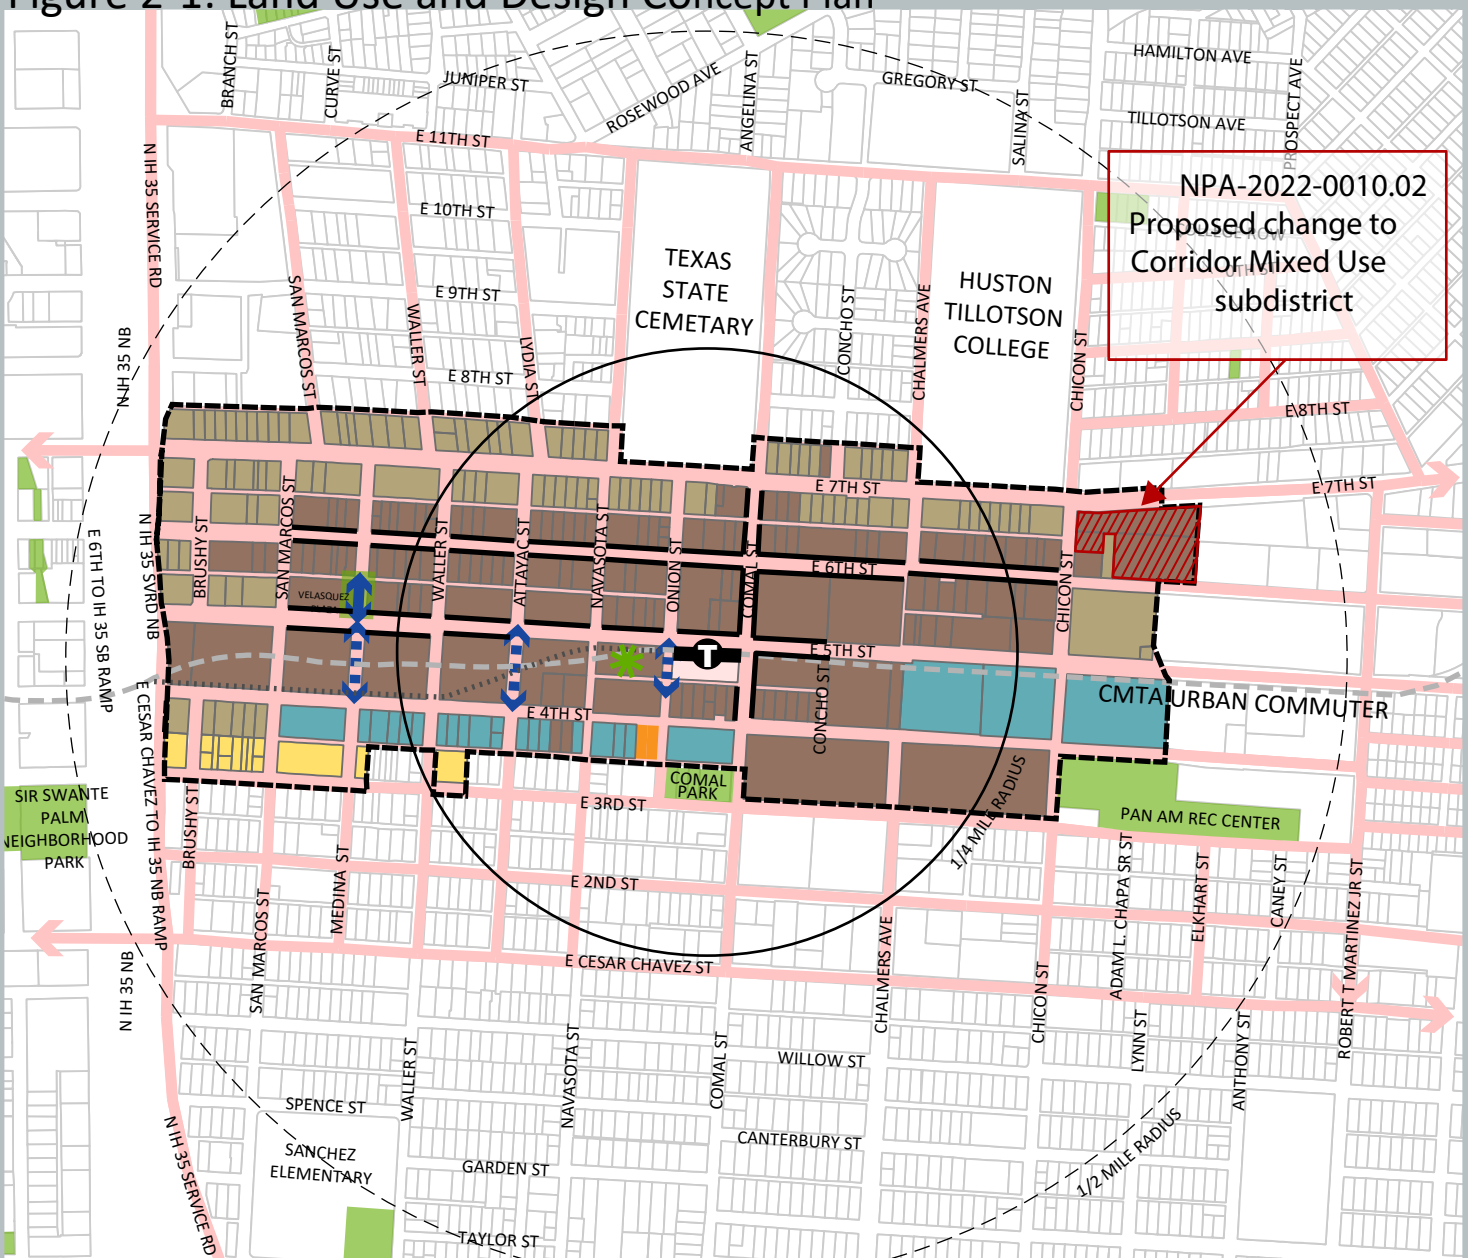 Figure 2-1: Land Use and Design Concept Plan
BRANCH ST
CURVE ST
JUNIPER ST
ROSEWOOD AVE
ANGELINA ST
GREGORY ST
SALINA ST
HAMILTON AVE
TILLOTSON AVE
PROSPECT AVE
E 11TH ST
N IH 35 SERVICE RD
E 10TH ST
NPA-2022-0010.02
Proposed change to
Corridor Mixed Use
subdistrict
COLLEGE ROW
TEXAS
STATE
CEMETARY
HUSTON
TILLOTSON
COLLEGE
SAN MARCOS ST
WALLER ST
LYDIA ST
E 9TH ST
CONCHO ST
CHALMERS AVE
CHICON ST
N IH 35 NB
E 8TH ST
E 8TH ST
E 7TH ST
E 7TH ST
E 6TH TO IH 35 SB RAMP
N IH 35 SVRD NB
BRUSHY ST
SAN MARCOS ST
WALLER ST
ATTAYAC ST
NAVASOTA ST
ONION ST
COMAL ST
E 6TH ST
CHICON ST
VELASQUEZ
PLAZA
T
E 5TH ST
CONCHO ST
CMTA URBAN COMMUTER
E 4TH ST
E CESAR CHAVEZ TO IH 35 NB RAMP
SIR SWANTE
PALM
NEIGHBORHOOD
PARK
BRUSHY ST
COMAL
PARK
E 3RD ST
1/4 MILE RADIUS
PAN AM REC CENTER
MEDINA ST
E 2ND ST
SAN MARCOS ST
ADAM L. CHAPA SR ST
ELKHART ST
CANEY ST
ROBERT T MARTINEZ JR ST
E CESAR CHAVEZ ST
CHALMERS AVE
CHICON ST
N IH 35 NB
WALLER ST
NAVASOTA ST
COMAL ST
WILLOW ST
LYNN ST
ANTHONY ST
SPENCE ST
CANTERBURY ST
SANCHEZ
ELEMENTARY
GARDEN ST
1/2 MILE RADIUS
N IH 35 SERVICE RD
TAYLOR ST